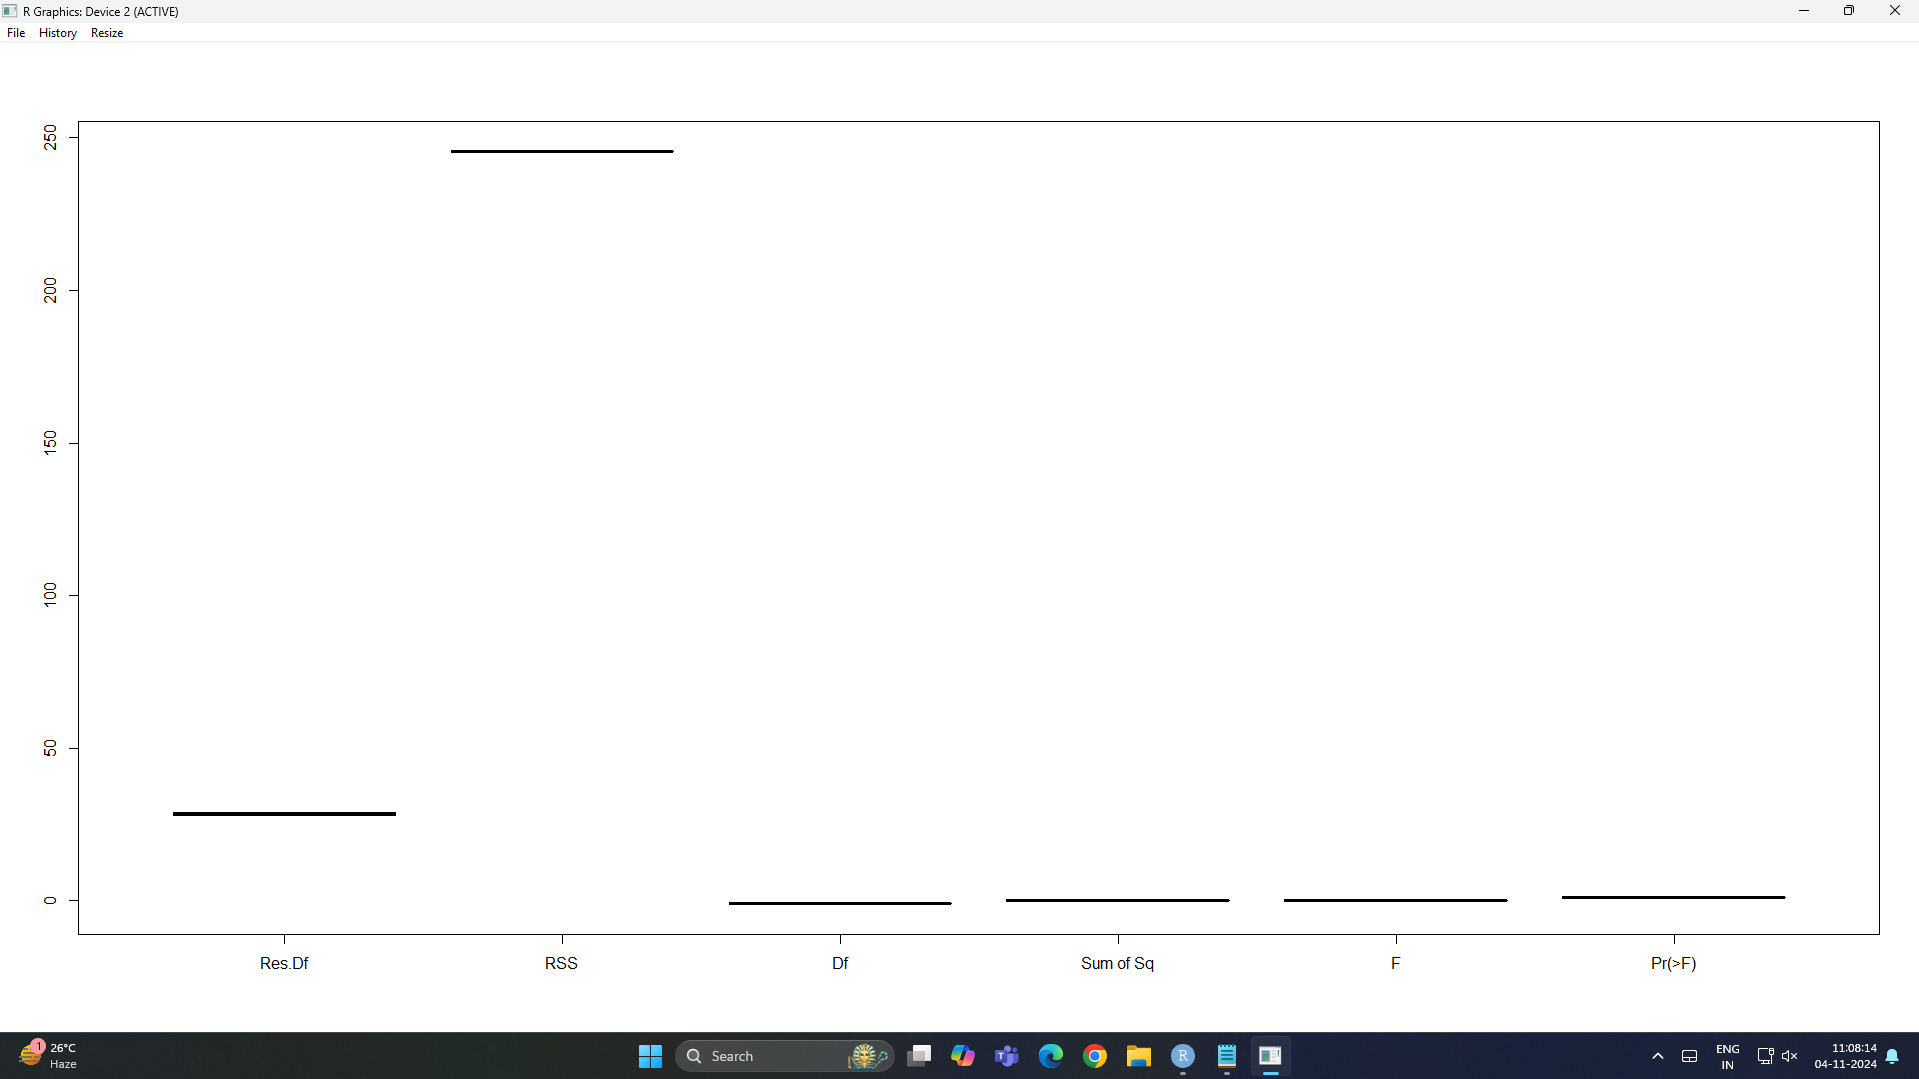 R Graphics: Device 2 (ACTIVE)
File History Resize
250
200
150
100
50
0
Res.Df RSS Df Sum of Sq F Pr(>F)
1
26°C
Haze
Search
T
R
ENG
IN
11:08:14
04-11-2024